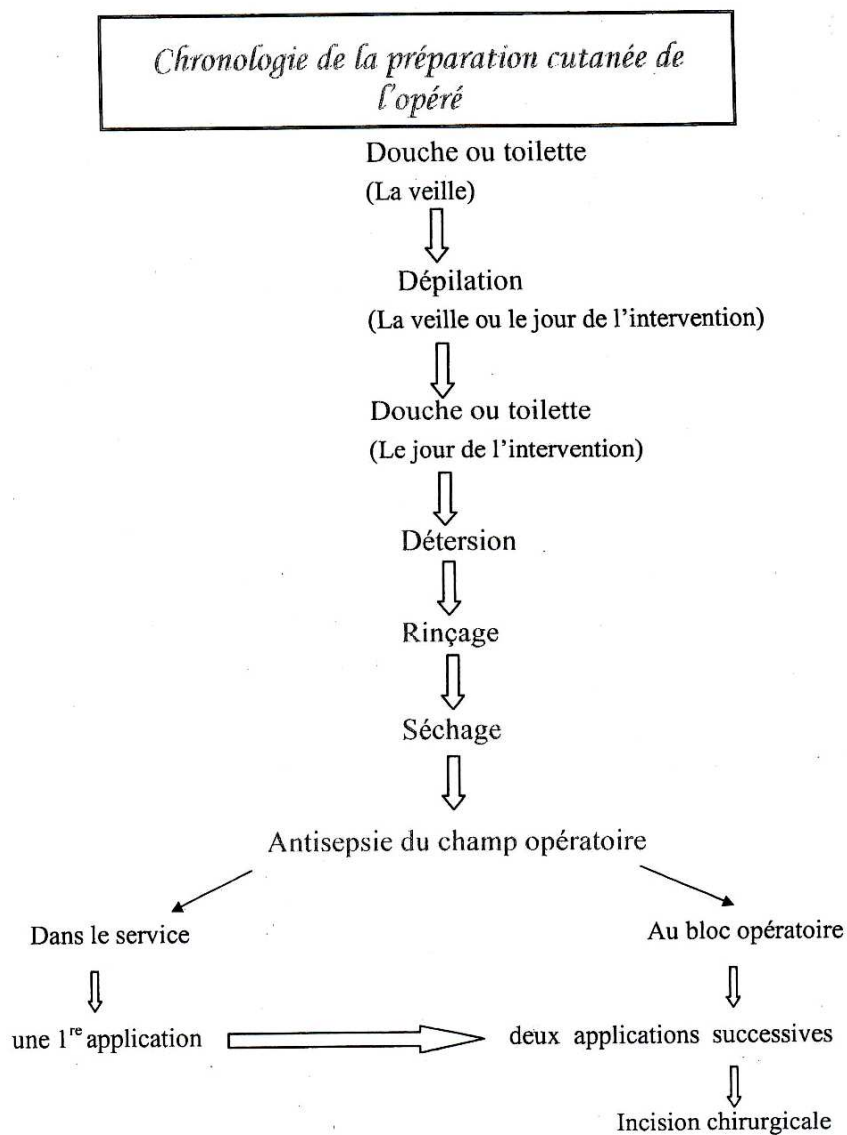 Chronologie de la préparation cutanée de
l'opéré
Douche ou toilette
(La veille)
Dépilation
(La veille ou le jour de l'intervention)
Douche ou toilette
(Le jour de l'intervention)
Détersion
Rinçage
Séchage
Antisepsie du champ opératoire
Dans le service
Au bloc opératoire
une 1re application
deux applications successives
Incision chirurgicale